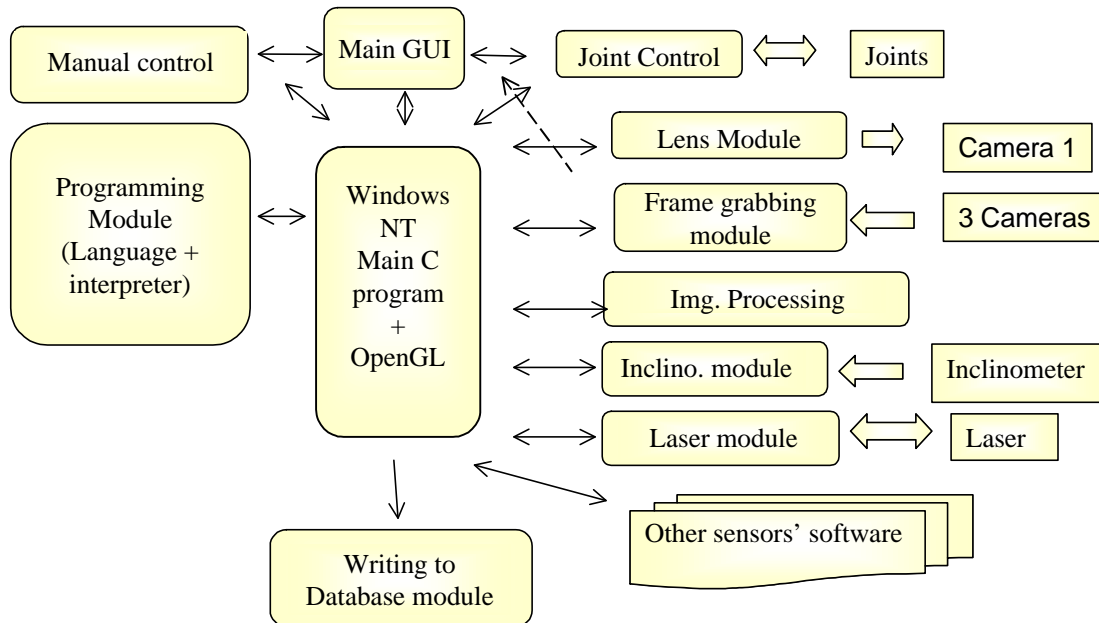 Main GUI
Manual control
Joint Control
Joints
Lens Module
Camera 1
Programming
Module
(Language +
interpreter)
Windows
NT
Main C
program
+
OpenGL
Frame grabbing
module
3 Cameras
Img. Processing
Inclino. module
Inclinometer
Laser module
Laser
Other sensors’ software
Writing to
Database module